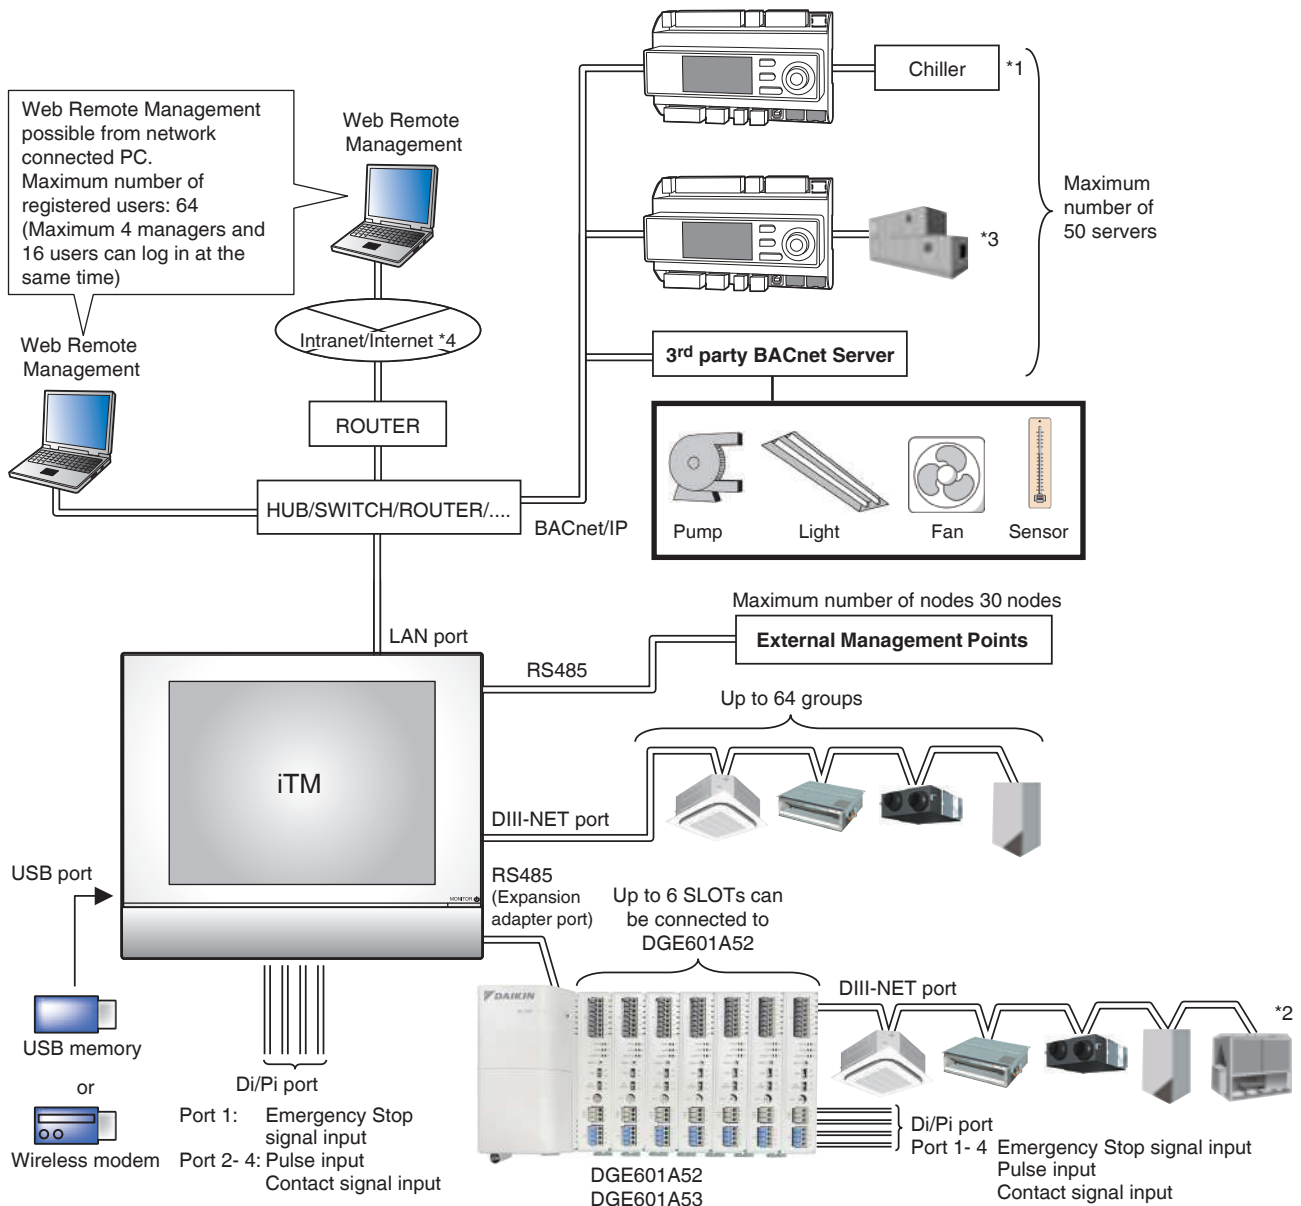 Chiller
*1
Web Remote Management
possible from network
connected PC.
Maximum number of
registered users: 64
(Maximum 4 managers and
16 users can log in at the
same time)
Web Remote
Management
Maximum
number of
50 servers
*3
Intranet/Internet *4
Web Remote
Management
3rd party BACnet Server
ROUTER
HUB/SWITCH/ROUTER/....
BACnet/IP
Pump
Light
Fan
Sensor
Maximum number of nodes 30 nodes
External Management Points
LAN port
RS485
Up to 64 groups
iTM
DIII-NET port
USB port
RS485
(Expansion
adapter port)
MONITOR
Up to 6 SLOTs can
be connected to
DGE601A52
DAIKIN
DIII-NET port
*2
USB memory
or
Wireless modem
Di/Pi port
Port 1: Emergency Stop
signal input
Port 2- 4: Pulse input
Contact signal input
Di/Pi port
Port 1- 4 Emergency Stop signal input
Pulse input
Contact signal input
DGE601A52
DGE601A53